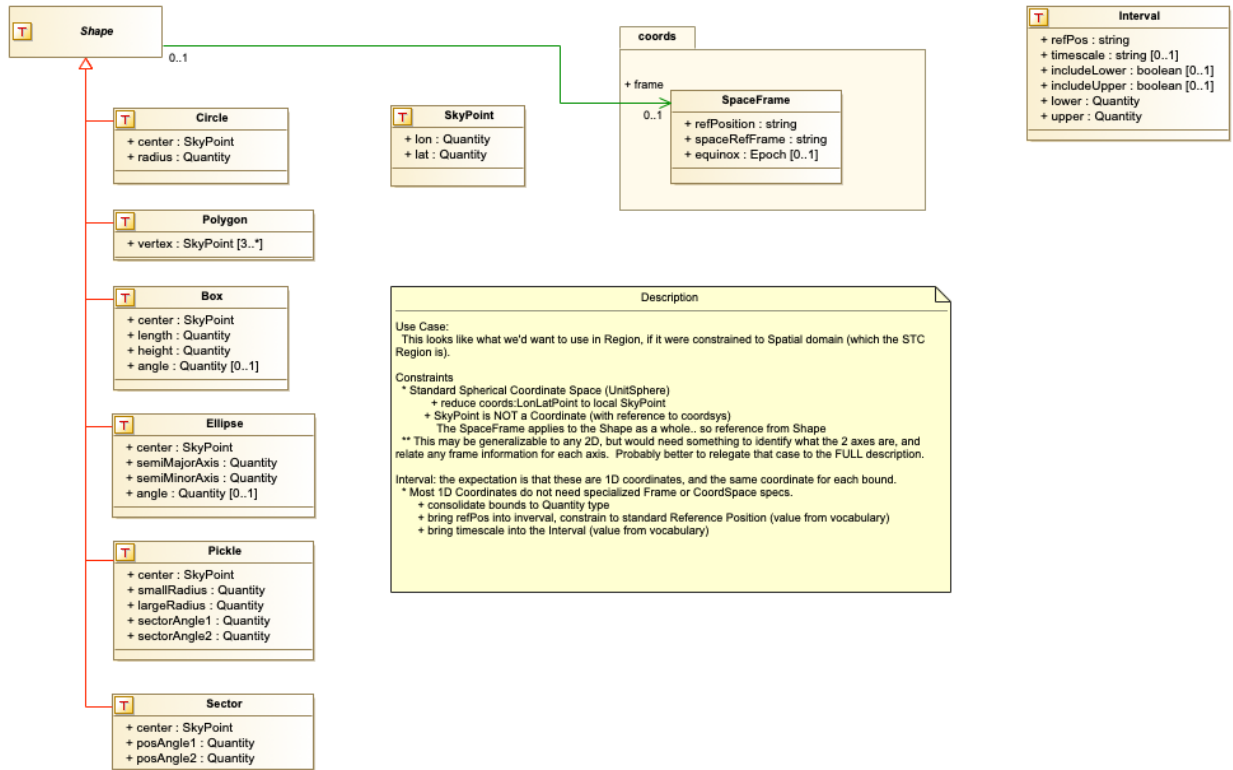 Shape
0..1
coords
+ frame
0..1
SpaceFrame
+ refPosition : string
+ spaceRefFrame : string
+ equinox : Epoch [0..1]
Interval
+ refPos : string
+ timescale : string [0..1]
+ includeLower : boolean [0..1]
+ includeUpper : boolean [0..1]
+ lower : Quantity
+ upper : Quantity
Circle
+ center : SkyPoint
+ radius : Quantity
SkyPoint
+ lon : Quantity
+ lat : Quantity
Polygon
+ vertex : SkyPoint [3..*]
Box
+ center : SkyPoint
+ length : Quantity
+ height : Quantity
+ angle : Quantity [0..1]
Ellipse
+ center : SkyPoint
+ semiMajorAxis : Quantity
+ semiMinorAxis : Quantity
+ angle : Quantity [0..1]
Pickle
+ center : SkyPoint
+ smallRadius : Quantity
+ largeRadius : Quantity
+ sectorAngle1 : Quantity
+ sectorAngle2 : Quantity
Sector
+ center : SkyPoint
+ posAngle1 : Quantity
+ posAngle2 : Quantity
Description
Use Case:
This looks like what we'd want to use in Region, if it were constrained to Spatial domain (which the STC
Region is).
Constraints
* Standard Spherical Coordinate Space (UnitSphere)
+ reduce coords:LonLatPoint to local SkyPoint
+ SkyPoint is NOT a Coordinate (with reference to coordsys)
The SpaceFrame applies to the Shape as a whole.. so reference from Shape
** This may be generalizable to any 2D, but would need something to identify what the 2 axes are, and
relate any frame information for each axis. Probably better to relegate that case to the FULL description.
Interval: the expectation is that these are 1D coordinates, and the same coordinate for each bound.
* Most 1D Coordinates do not need specialized Frame or CoordSpace specs.
+ consolidate bounds to Quantity type
+ bring refPos into inverval, constrain to standard Reference Position (value from vocabulary)
+ bring timescale into the Interval (value from vocabulary)